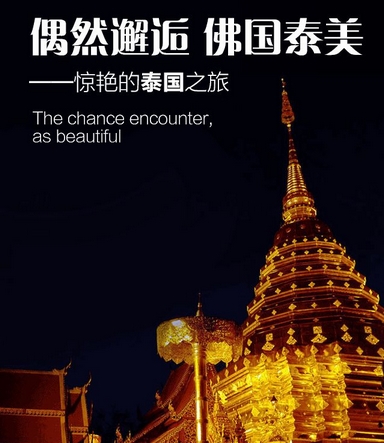 偶然邂逅 佛国泰美
——惊艳的泰国之旅
The chance encounter,
as beautiful